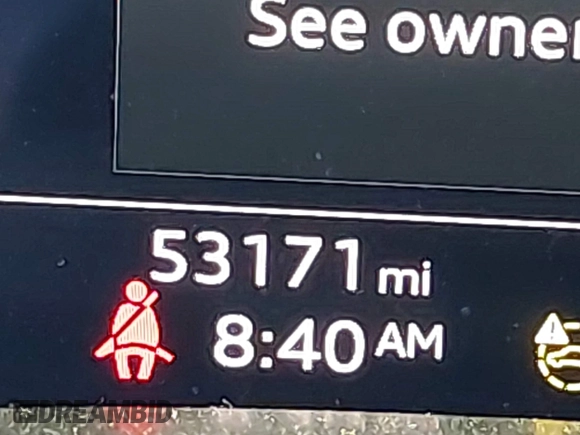 See owner
53171 mi
8:40 AM
DREAMBID